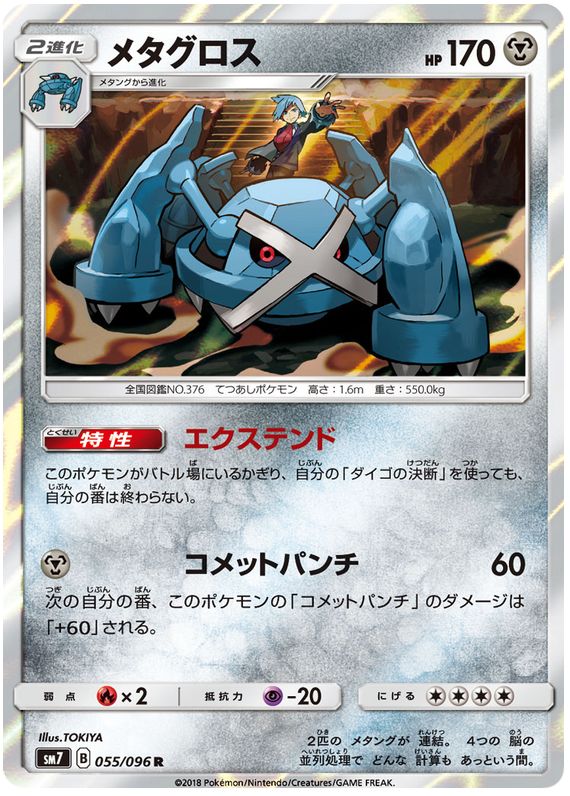 2進化 メタグロス HP 170
メタングから進化
全国図鑑NO.376 てつあしポケモン 高さ：1.6m 重さ：550.0kg
とくせい
特性 エクステンド
このポケモンがバトル場にいるかぎり、自分の「ダイゴの決断」を使っても、
自分の番は終わらない。
コメットパンチ 60
次の自分の番、このポケモンの「コメットパンチ」のダメージは
「+60」される。
弱点 ×2 抵抗力 -20 にげる
Illus.TOKIYA
SM7 B 055/096 R
2匹の メタングが 連結。 4つの 脳の
並列処理で どんな 計算も あっという間。
©2018 Pokémon/Nintendo/Creatures/GAME FREAK.